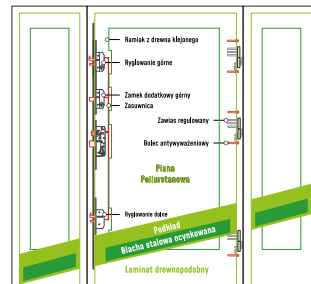 Ramiak z drewna klejonego
Ryglowanie górne
Zamek dodatkowy górny
Zasuwnica
Zawias regulowany
Bolec antywyważeniowy
Piana
Poliuretanowa
Ryglowanie dolne
Podkład
Blacha stalowa ocynkowana
Laminat drewnopodobny